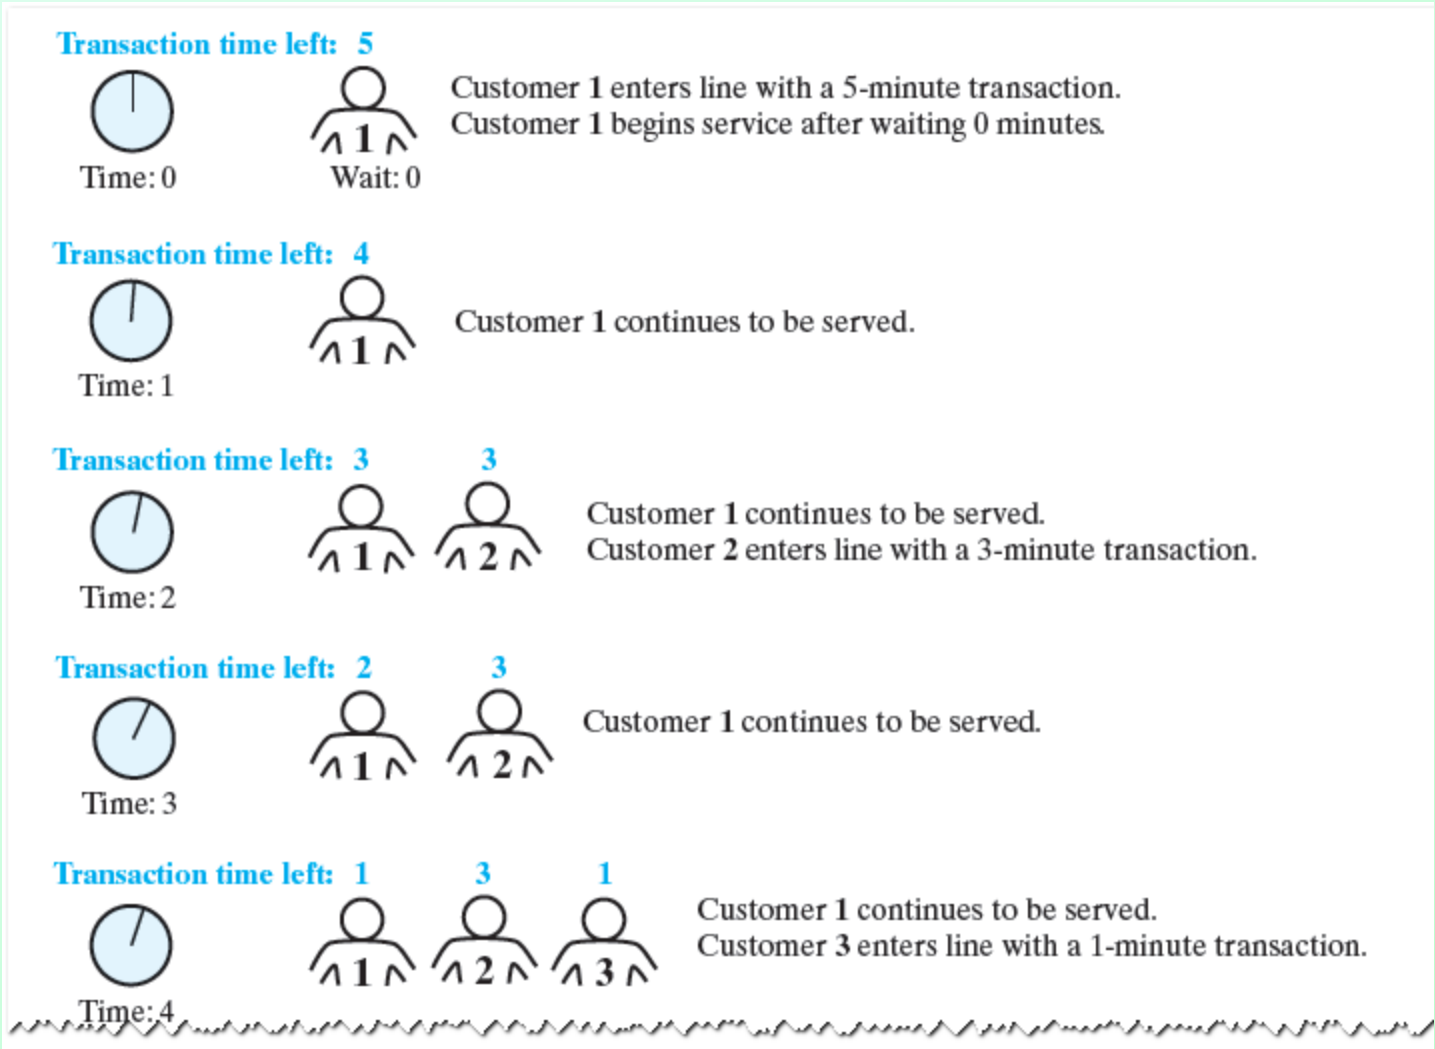 Transaction time left: 5
Customer 1 enters line with a 5-minute transaction.
Customer 1 begins service after waiting 0 minutes.
1
Time: 0 Wait: 0
Transaction time left: 4
Customer 1 continues to be served.
1
Time: 1
Transaction time left: 3 3
Customer 1 continues to be served.
Customer 2 enters line with a 3-minute transaction.
1 2
Time: 2
Transaction time left: 2 3
Customer 1 continues to be served.
1 2
Time: 3
Transaction time left: 1 3 1
Customer 1 continues to be served.
Customer 3 enters line with a 1-minute transaction.
1 2 3
Time: 4